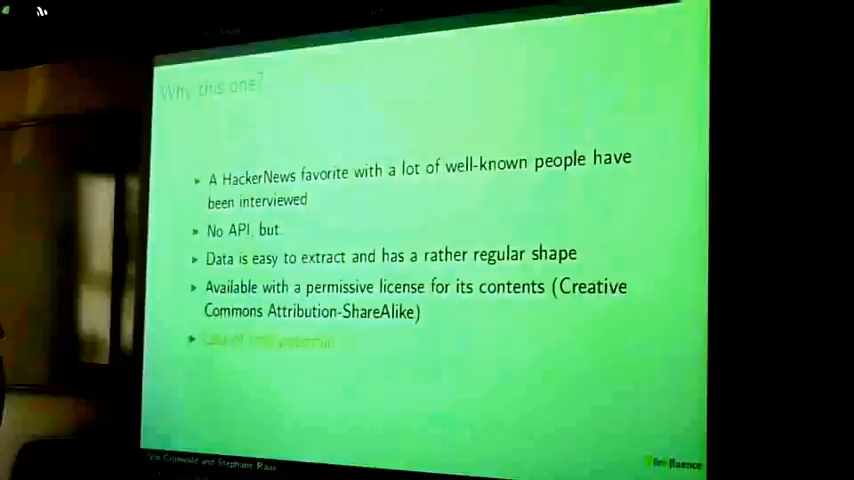 Why this one?
A HackerNews favorite with a lot of well-known people have
been interviewed
No API, but
Data is easy to extract and has a rather regular shape
Available with a permissive license for its contents (Creative
Commons Attribution-ShareAlike)
and Stephane